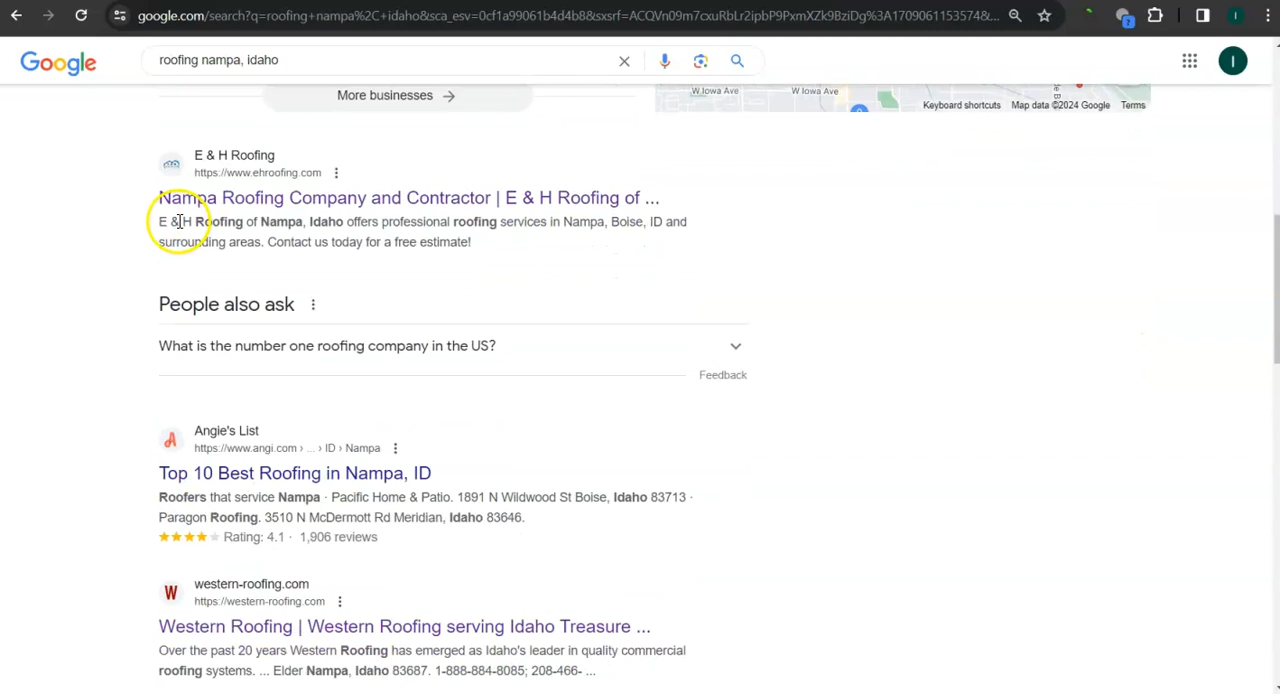 google.com/search?q=roofing+nampa%2C+idaho&sca_esv=0cf1a99061b4d4b8&sxsrf=ACQVn09m7cxuRbLr2ipbP9PxmXZk9BziDg%3A1709061153574&...
Google
roofing nampa, idaho
I
More businesses →
W Iowa Ave
W Iowa Ave
Keyboard shortcuts
Map data ©2024 Google
Terms
E & H Roofing
https://www.ehroofing.com
Nampa Roofing Company and Contractor | E & H Roofing of ...
E & H Roofing of Nampa, Idaho offers professional roofing services in Nampa, Boise, ID and
surrounding areas. Contact us today for a free estimate!
People also ask
What is the number one roofing company in the US?
Feedback
Angie's List
https://www.angi.com › ... › ID › Nampa
Top 10 Best Roofing in Nampa, ID
Roofers that service Nampa · Pacific Home & Patio. 1891 N Wildwood St Boise, Idaho 83713 ·
Paragon Roofing. 3510 N McDermott Rd Meridian, Idaho 83646.
Rating: 4.1 · 1,906 reviews
W
western-roofing.com
https://western-roofing.com
Western Roofing | Western Roofing serving Idaho Treasure ...
Over the past 20 years Western Roofing has emerged as Idaho's leader in quality commercial
roofing systems. ... Elder Nampa, Idaho 83687. 1-888-884-8085; 208-466- ...